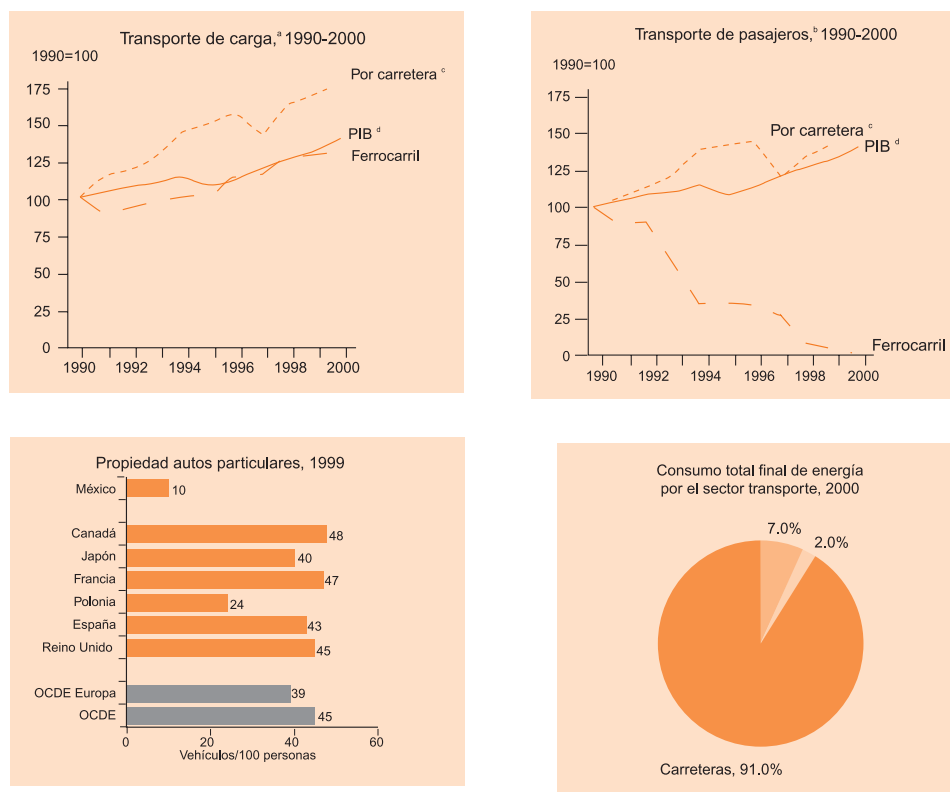 Transporte de carga,ᵃ 1990-2000
1990=100
175
150
125
100
75
50
25
0
1990 1992 1994 1996 1998 2000
Por carretera ᶜ
PIB ᵈ
Ferrocarril
Transporte de pasajeros,ᵇ 1990-2000
1990=100
175
150
125
100
75
50
25
0
1990 1992 1994 1996 1998 2000
Por carretera ᶜ
PIB ᵈ
Ferrocarril
Propiedad autos particulares, 1999
México 10
Canadá 48
Japón 40
Francia 47
Polonia 24
España 43
Reino Unido 45
OCDE Europa 39
OCDE 45
0 20 40 60
Vehículos/100 personas
Consumo total final de energía
por el sector transporte, 2000
7.0%
2.0%
Carreteras, 91.0%